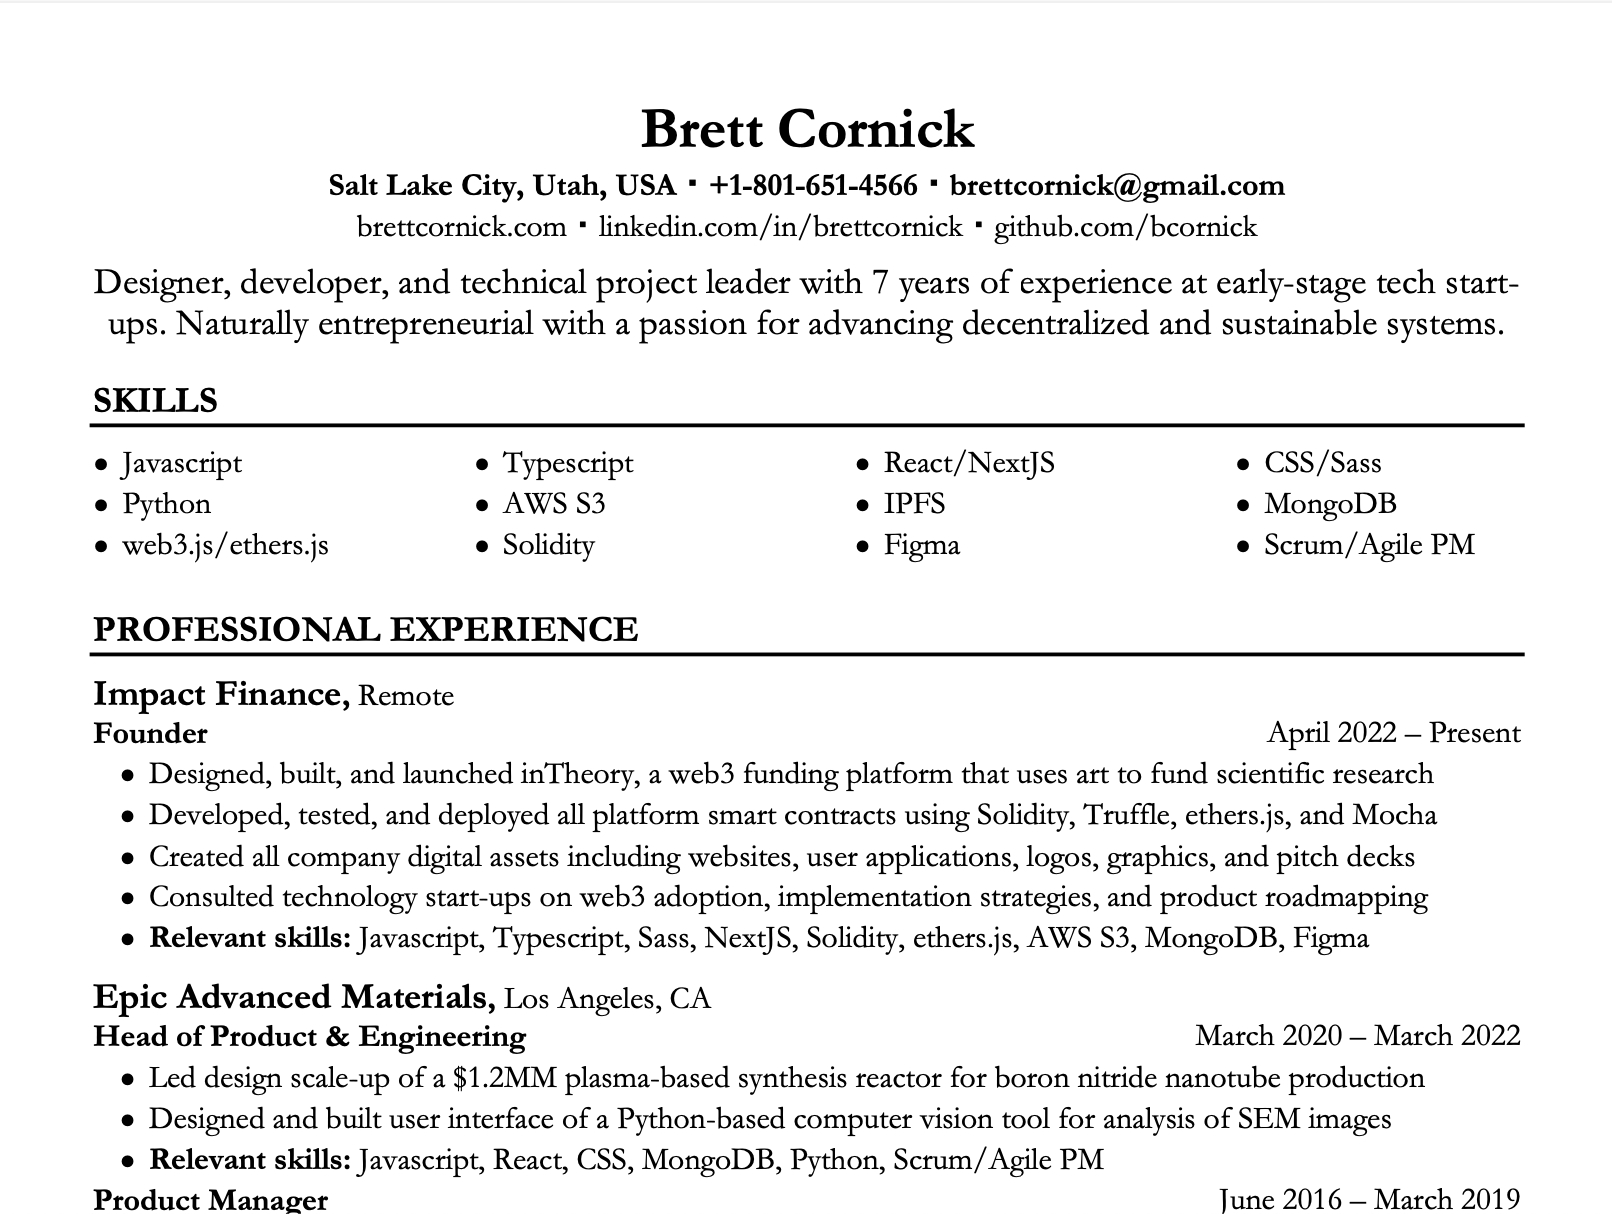 Brett Cornick
Salt Lake City, Utah, USA ▪ +1-801-651-4566 ▪ brettcornick@gmail.com
brettcornick.com ▪ linkedin.com/in/brettcornick ▪ github.com/bcornick
Designer, developer, and technical project leader with 7 years of experience at early-stage tech start-
ups. Naturally entrepreneurial with a passion for advancing decentralized and sustainable systems.
SKILLS
● Javascript ● Typescript ● React/NextJS ● CSS/Sass
● Python ● AWS S3 ● IPFS ● MongoDB
● web3.js/ethers.js ● Solidity ● Figma ● Scrum/Agile PM
PROFESSIONAL EXPERIENCE
Impact Finance, Remote
Founder April 2022 – Present
● Designed, built, and launched inTheory, a web3 funding platform that uses art to fund scientific research
● Developed, tested, and deployed all platform smart contracts using Solidity, Truffle, ethers.js, and Mocha
● Created all company digital assets including websites, user applications, logos, graphics, and pitch decks
● Consulted technology start-ups on web3 adoption, implementation strategies, and product roadmapping
● Relevant skills: Javascript, Typescript, Sass, NextJS, Solidity, ethers.js, AWS S3, MongoDB, Figma
Epic Advanced Materials, Los Angeles, CA
Head of Product & Engineering March 2020 – March 2022
● Led design scale-up of a $1.2MM plasma-based synthesis reactor for boron nitride nanotube production
● Designed and built user interface of a Python-based computer vision tool for analysis of SEM images
● Relevant skills: Javascript, React, CSS, MongoDB, Python, Scrum/Agile PM
Product Manager June 2016 – March 2019